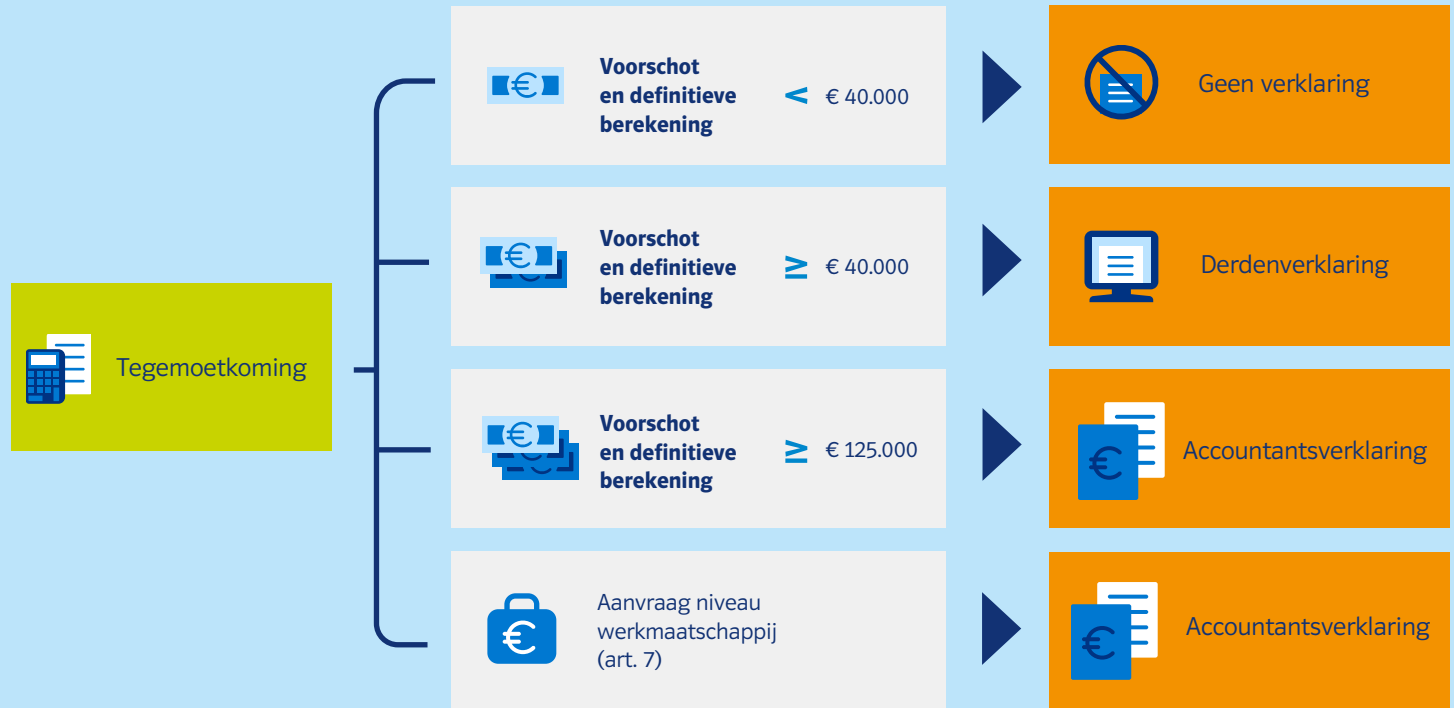 Voorschot
en definitieve
berekening
< € 40.000
Geen verklaring
Voorschot
en definitieve
berekening
≥ € 40.000
Derdenverklaring
Tegemoetkoming
Voorschot
en definitieve
berekening
≥ € 125.000
Accountantsverklaring
Aanvraag niveau
werkmaatschappij
(art. 7)
Accountantsverklaring